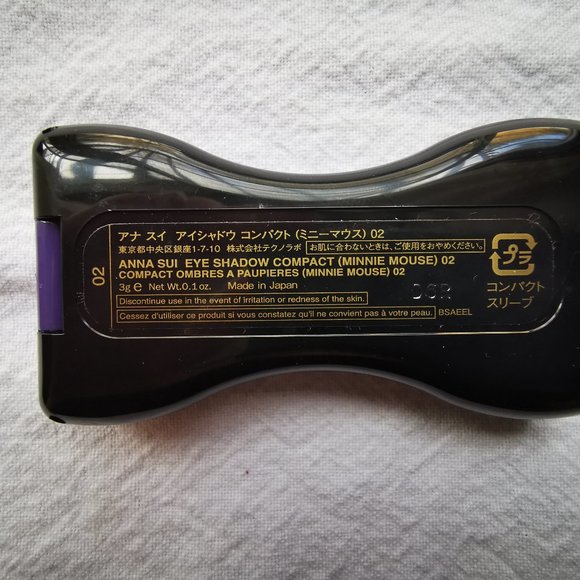 アナ スイ アイシャドウ コンパクト (ミニーマウス) 02
東京都中央区銀座1-7-10 株式会社テクノラボ お肌に合わないときは、ご使用をおやめください。
ANNA SUI EYE SHADOW COMPACT (MINNIE MOUSE) 02
COMPACT OMBRES A PAUPIERES (MINNIE MOUSE) 02
3g e Net Wt.0.1oz. Made in Japan
Discontinue use in the event of irritation or redness of the skin.
Cessez d'utiliser ce produit si vous constatez qu'il ne convient pas à votre peau. BSAEEL
02
プラ
コンパクト
スリーブ